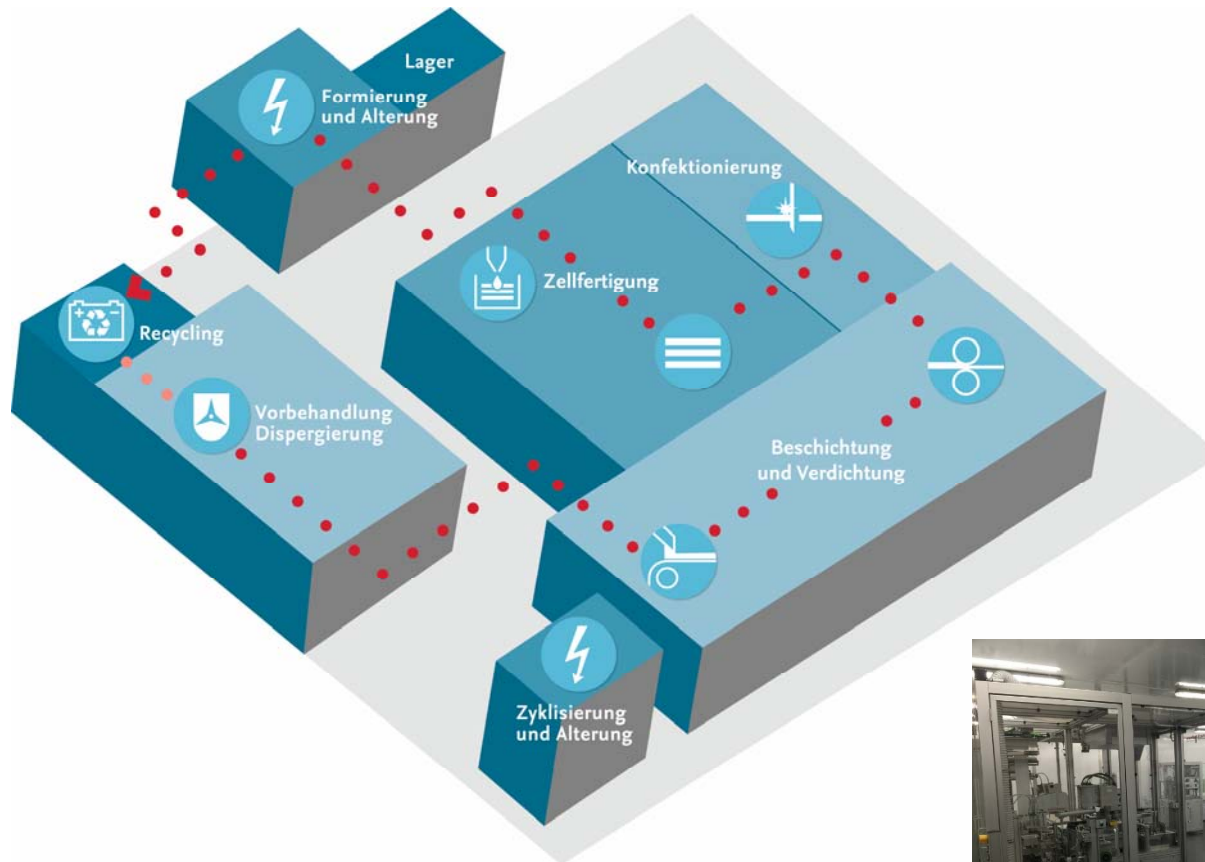 Lager
Formierung
und Alterung
Konfektionierung
Zellfertigung
Recycling
Vorbehandlung
Dispergierung
Beschichtung
und Verdichtung
Zyklisierung
und Alterung